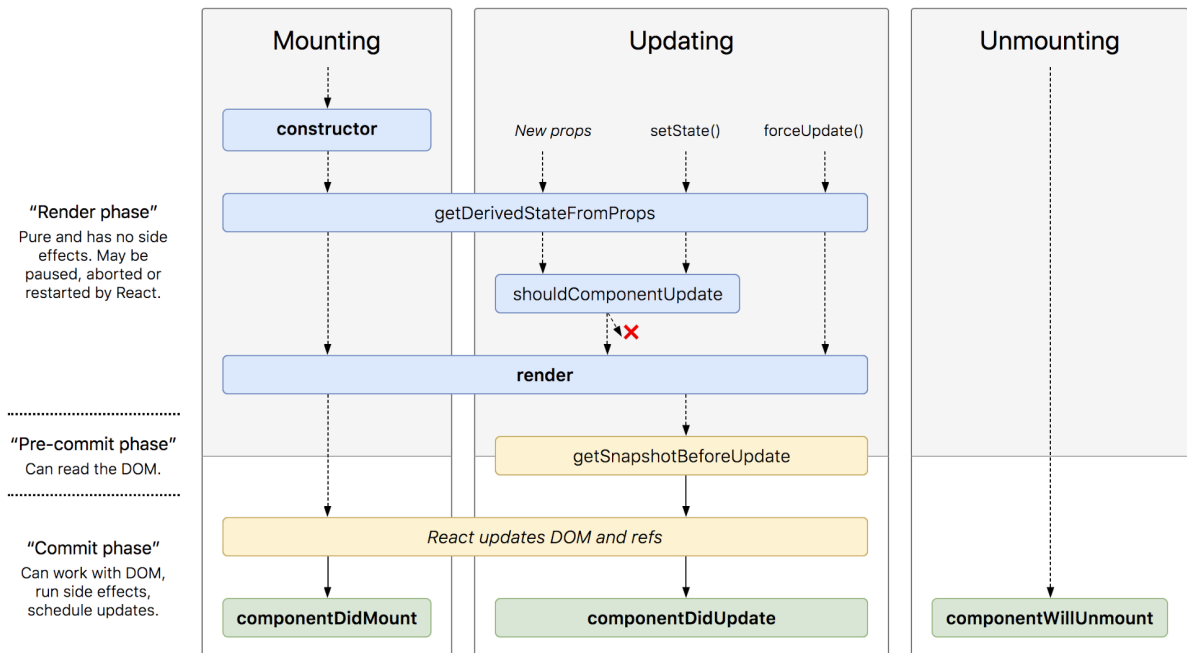 Mounting
Updating
Unmounting
constructor
New props
setState()
forceUpdate()
“Render phase”
Pure and has no side
effects. May be
paused, aborted or
restarted by React.
getDerivedStateFromProps
shouldComponentUpdate
render
“Pre-commit phase”
Can read the DOM.
getSnapshotBeforeUpdate
“Commit phase”
Can work with DOM,
run side effects,
schedule updates.
React updates DOM and refs
componentDidMount
componentDidUpdate
componentWillUnmount